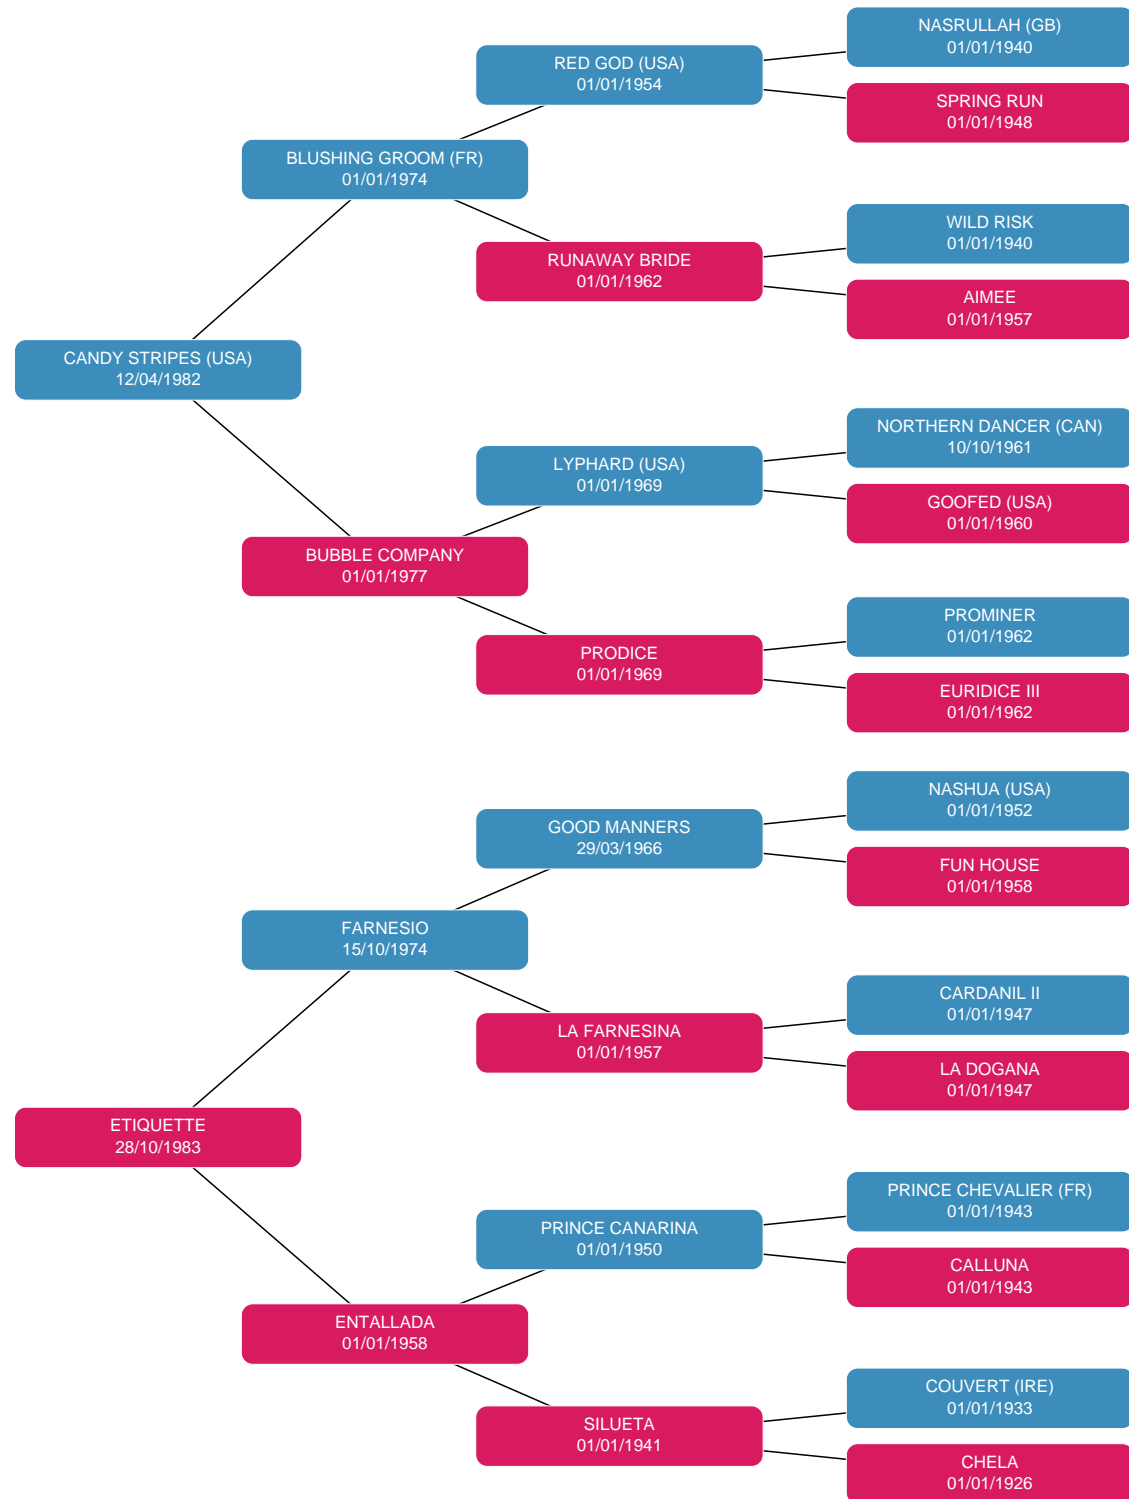 NASRULLAH (GB)
01/01/1940
RED GOD (USA)
01/01/1954
SPRING RUN
01/01/1948
BLUSHING GROOM (FR)
01/01/1974
WILD RISK
01/01/1940
RUNAWAY BRIDE
01/01/1962
AIMEE
01/01/1957
CANDY STRIPES (USA)
12/04/1982
NORTHERN DANCER (CAN)
10/10/1961
LYPHARD (USA)
01/01/1969
GOOFED (USA)
01/01/1960
BUBBLE COMPANY
01/01/1977
PROMINER
01/01/1962
PRODICE
01/01/1969
EURIDICE III
01/01/1962
NASHUA (USA)
01/01/1952
GOOD MANNERS
29/03/1966
FUN HOUSE
01/01/1958
FARNESIO
15/10/1974
CARDANIL II
01/01/1947
LA FARNESINA
01/01/1957
LA DOGANA
01/01/1947
ETIQUETTE
28/10/1983
PRINCE CHEVALIER (FR)
01/01/1943
PRINCE CANARINA
01/01/1950
CALLUNA
01/01/1943
ENTALLADA
01/01/1958
COUVERT (IRE)
01/01/1933
SILUETA
01/01/1941
CHELA
01/01/1926